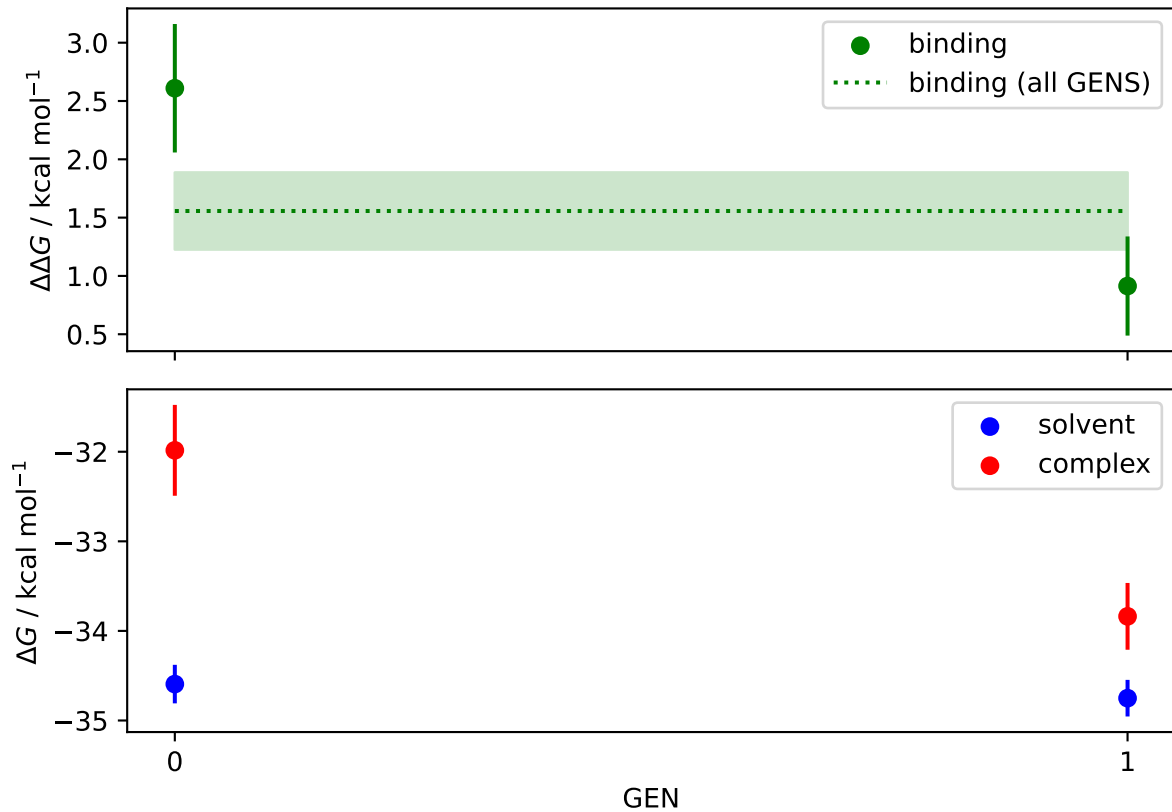 ΔΔG / kcal mol⁻¹
3.0
2.5
2.0
1.5
1.0
0.5
binding
binding (all GENS)
ΔG / kcal mol⁻¹
−32
−33
−34
−35
solvent
complex
0
1
GEN